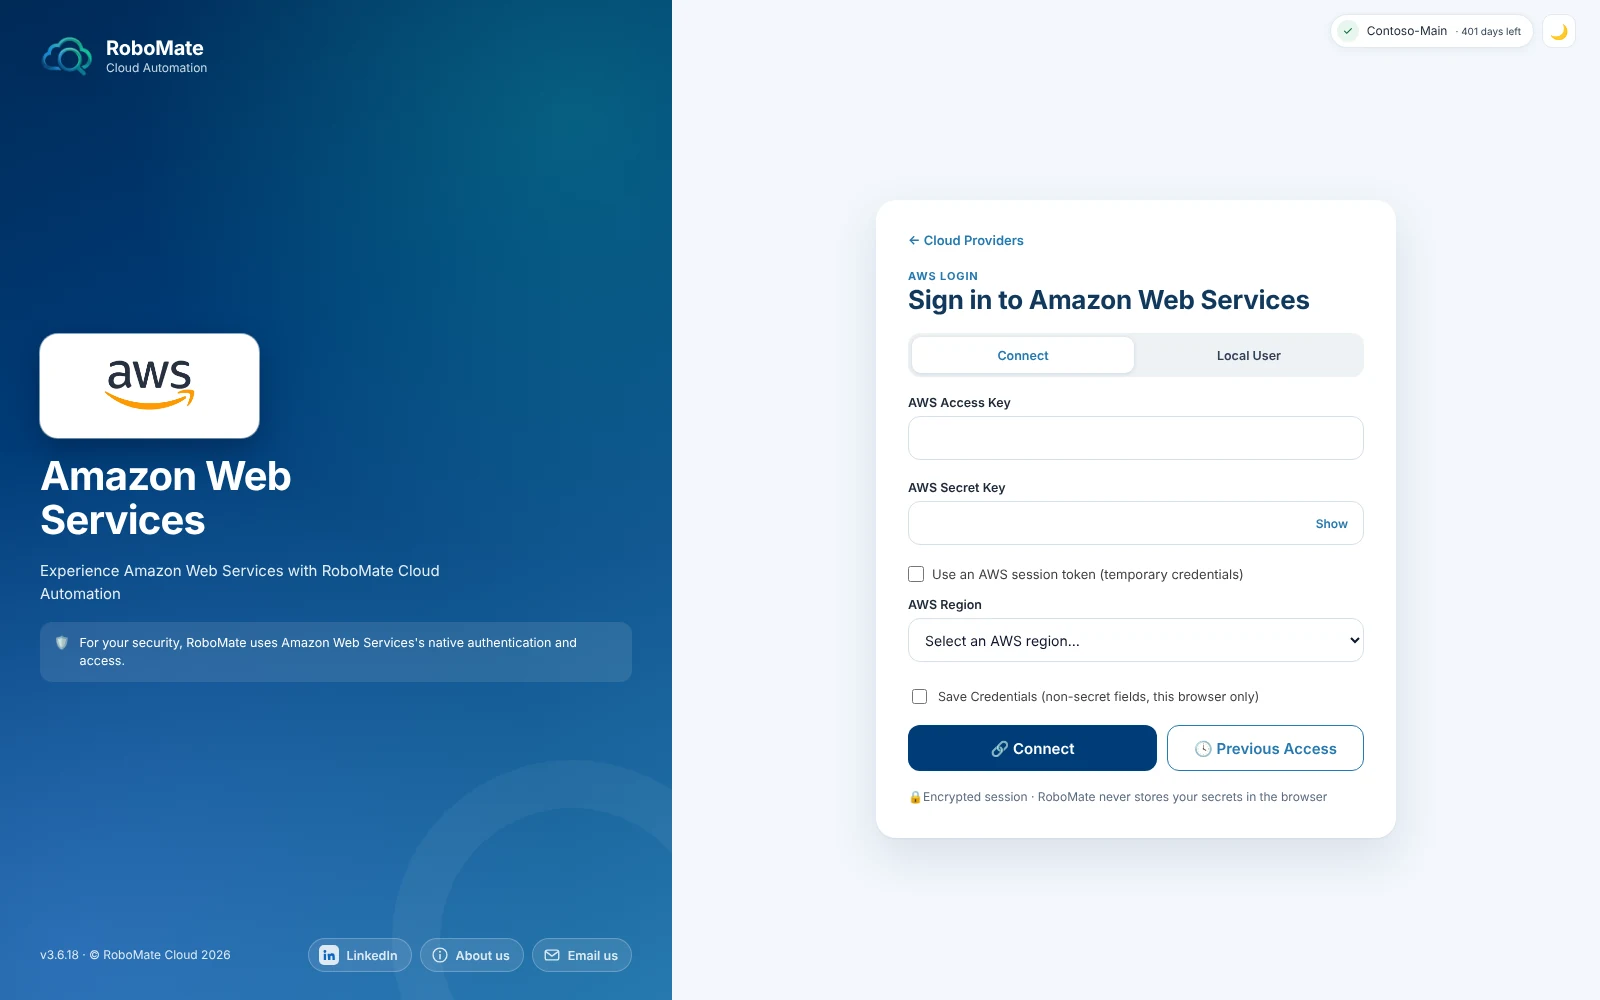 RoboMate
Cloud Automation
aws
Amazon Web
Services
Experience Amazon Web Services with RoboMate Cloud
Automation
For your security, RoboMate uses Amazon Web Services's native authentication and
access.
v3.6.18 · © RoboMate Cloud 2026
in LinkedIn
About us
Email us
Contoso-Main · 401 days left
← Cloud Providers
AWS LOGIN
Sign in to Amazon Web Services
Connect
Local User
AWS Access Key
AWS Secret Key
Show
Use an AWS session token (temporary credentials)
AWS Region
Select an AWS region...
Save Credentials (non-secret fields, this browser only)
Connect
Previous Access
Encrypted session · RoboMate never stores your secrets in the browser